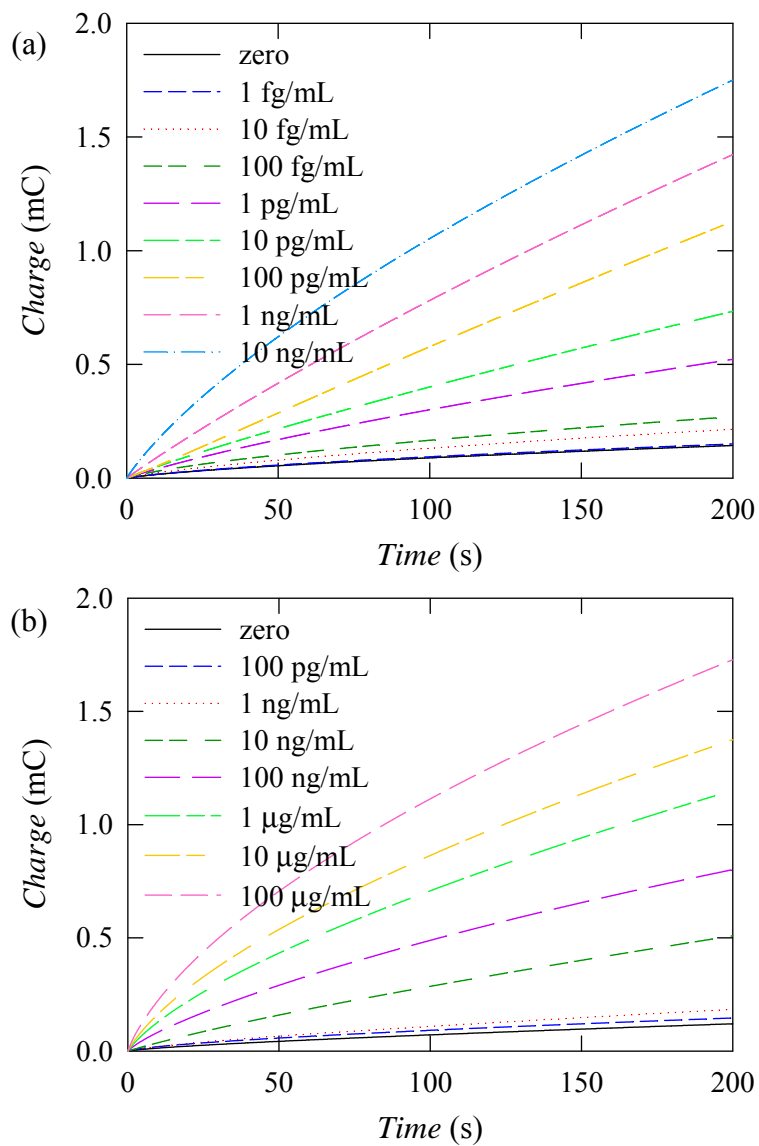 (a)
2.0
1.5
1.0
0.5
0.0
Charge (mC)
zero
1 fg/mL
10 fg/mL
100 fg/mL
1 pg/mL
10 pg/mL
100 pg/mL
1 ng/mL
10 ng/mL
0 50 100 150 200
Time (s)
(b)
2.0
1.5
1.0
0.5
0.0
Charge (mC)
zero
100 pg/mL
1 ng/mL
10 ng/mL
100 ng/mL
1 μg/mL
10 μg/mL
100 μg/mL
0 50 100 150 200
Time (s)